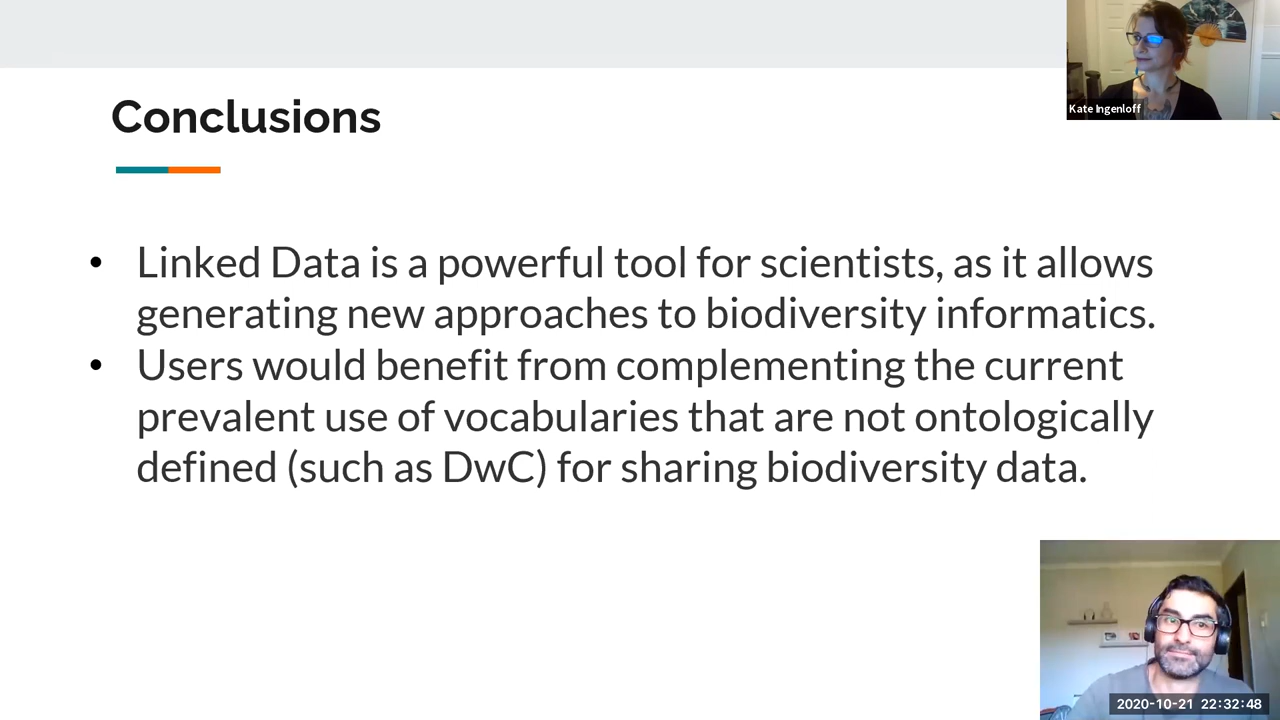 Kate Ingenloff
Conclusions
• Linked Data is a powerful tool for scientists, as it allows
generating new approaches to biodiversity informatics.
• Users would benefit from complementing the current
prevalent use of vocabularies that are not ontologically
defined (such as DwC) for sharing biodiversity data.
2020-10-21 22:32:48